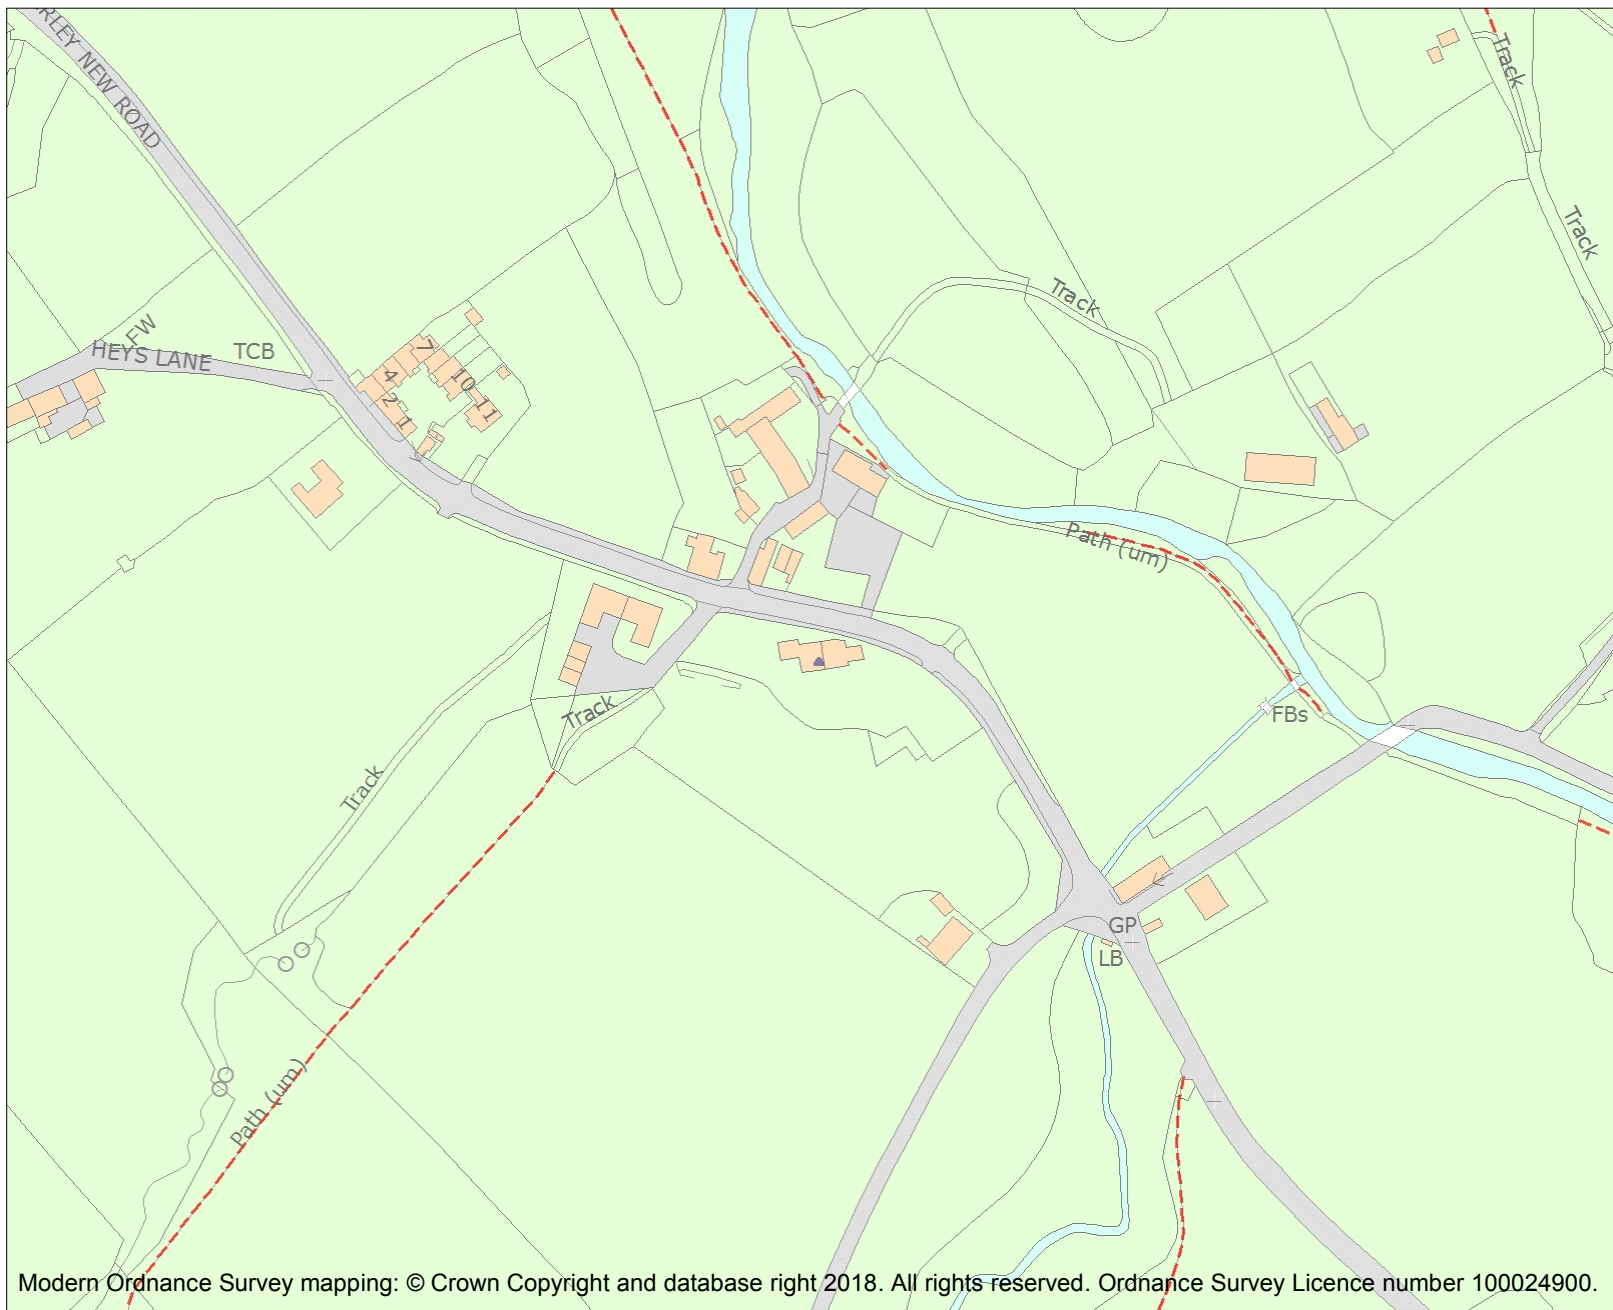 RLEY NEW ROAD
Track
Track
Track
FW
HEYS LANE
TCB
7
4
10
2
11
1
Path (um)
Track
FBs
Track
GP
LB
Path (um)
Modern Ordnance Survey mapping: © Crown Copyright and database right 2018. All rights reserved. Ordnance Survey Licence number 100024900.